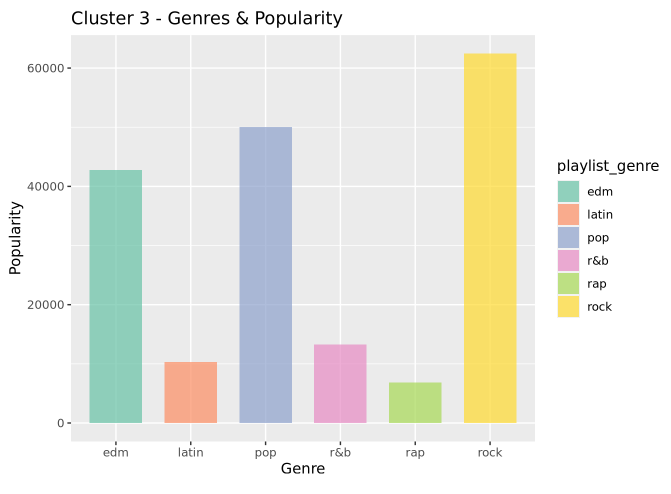 Cluster 3 - Genres & Popularity
60000
40000
20000
0
Popularity
edm latin pop r&b rap rock
Genre
playlist_genre
edm
latin
pop
r&b
rap
rock